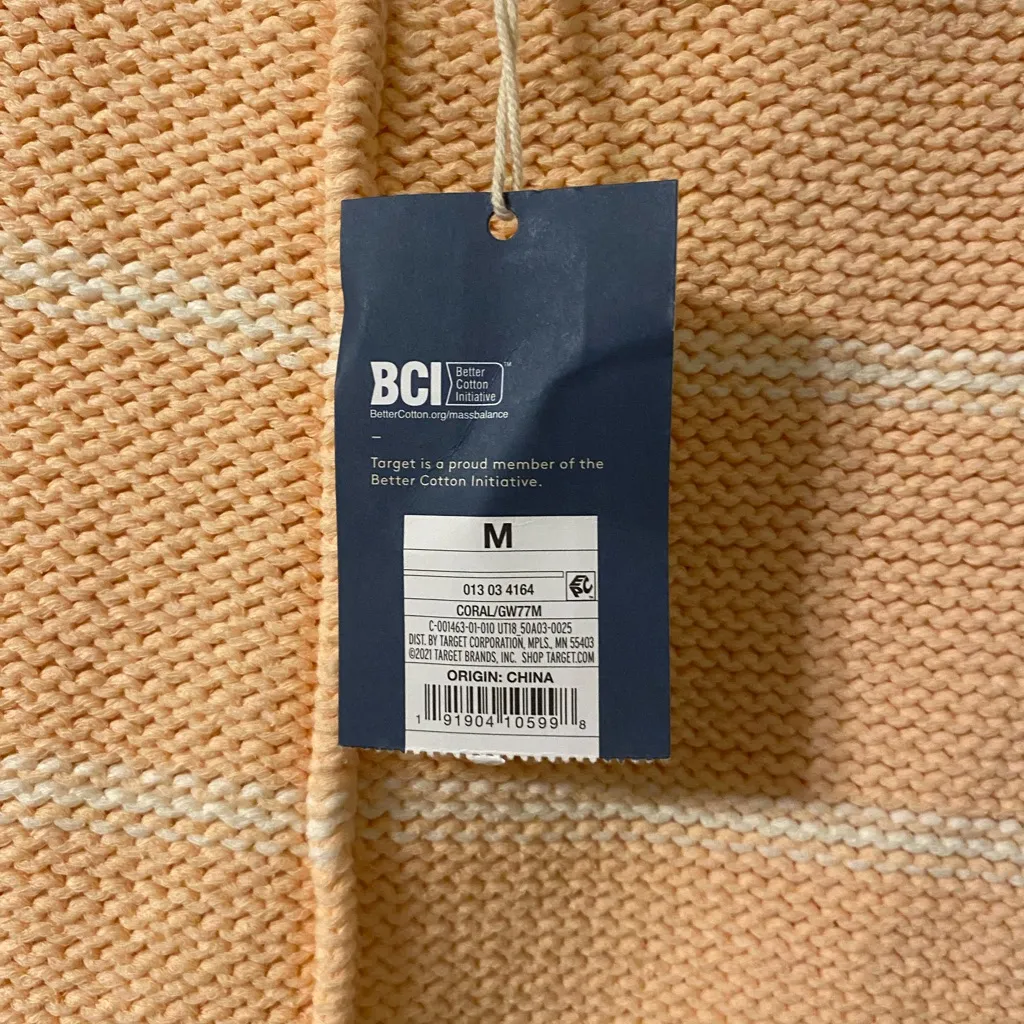 BCI Better
Cotton
Initiative™
BetterCotton.org/massbalance
–
Target is a proud member of the
Better Cotton Initiative.
M
013 03 4164
EPC™
CORAL/GW77M
C-001463-01-010 UT18 50A03-0025
DIST. BY TARGET CORPORATION, MPLS., MN 55403
©2021 TARGET BRANDS, INC. SHOP TARGET.COM
ORIGIN: CHINA
1 91904 10599 8